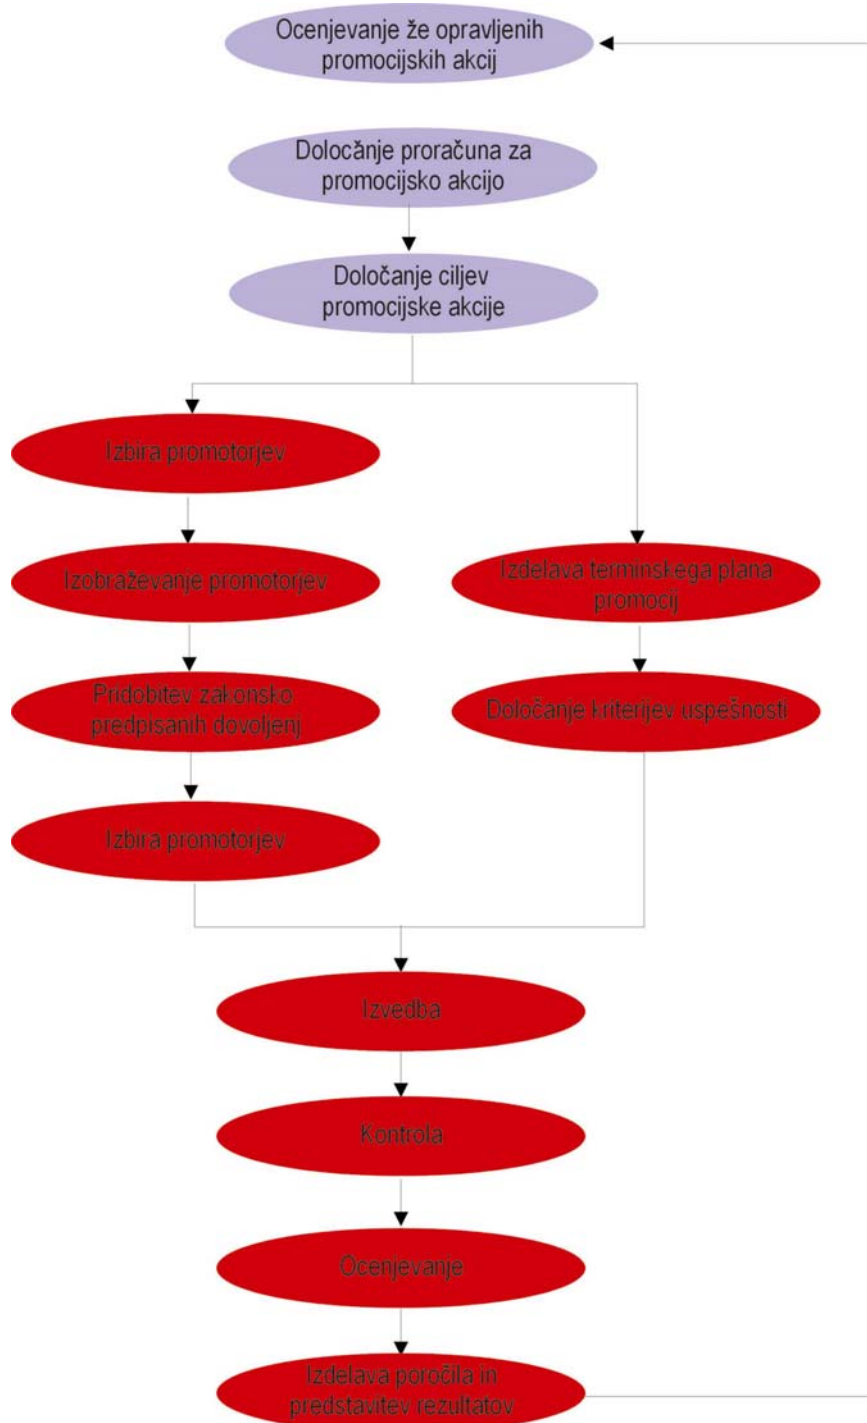 Ocenjevanje že opravljenih
promocijskih akcij
Določanje proračuna za
promocijsko akcijo
Določanje ciljev
promocijske akcije
Izbira promotorjev
Izobraževanje promotorjev
Pridobitev zakonsko
predpisanih dovoljenj
Izbira promotorjev
Izdelava terminskega plana
promocij
Določanje kriterijev uspešnosti
Izvedba
Kontrola
Ocenjevanje
Izdelava poročila in
predstavitev rezultatov